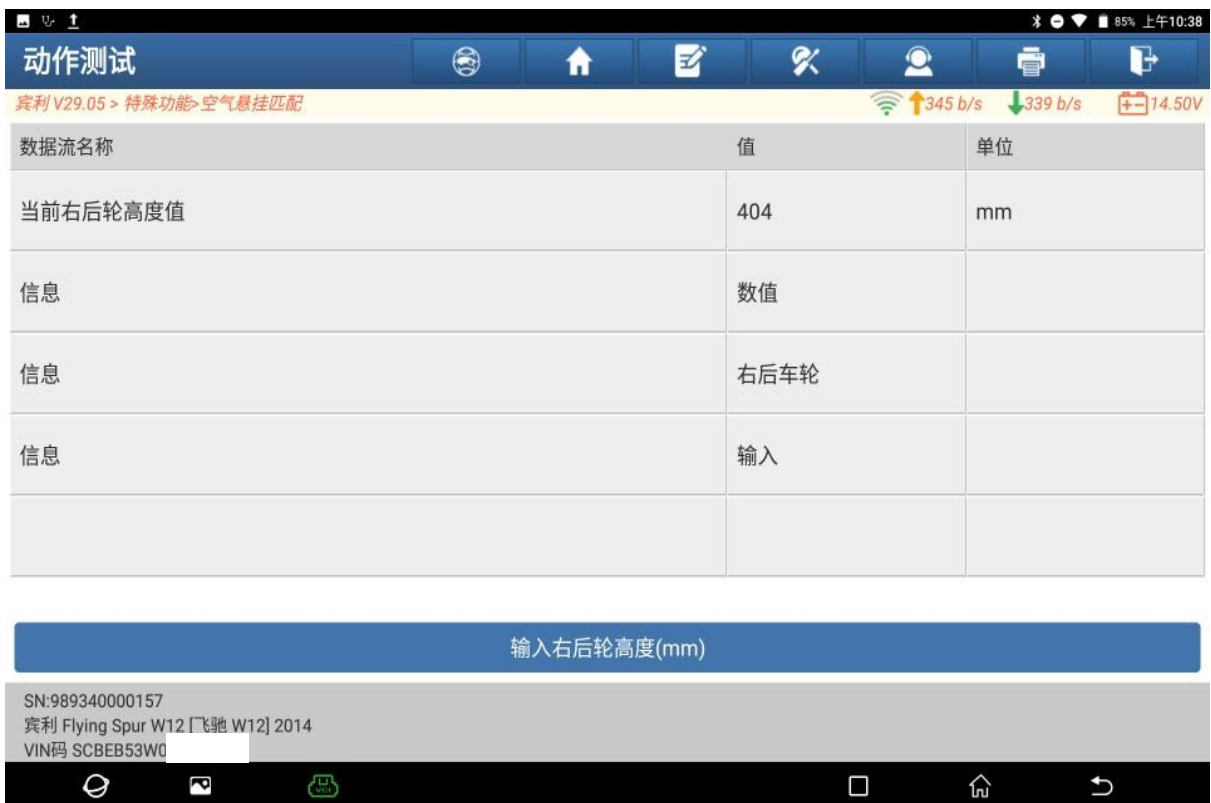 85% 上午10:38
动作测试
宾利 V29.05 > 特殊功能>空气悬挂匹配 345 b/s 339 b/s 14.50V
数据流名称 值 单位
当前右后轮高度值 404 mm
信息 数值
信息 右后车轮
信息 输入
输入右后轮高度(mm)
SN:989340000157
宾利 Flying Spur W12 [飞驰 W12] 2014
VIN码 SCBEB53W0
VCI